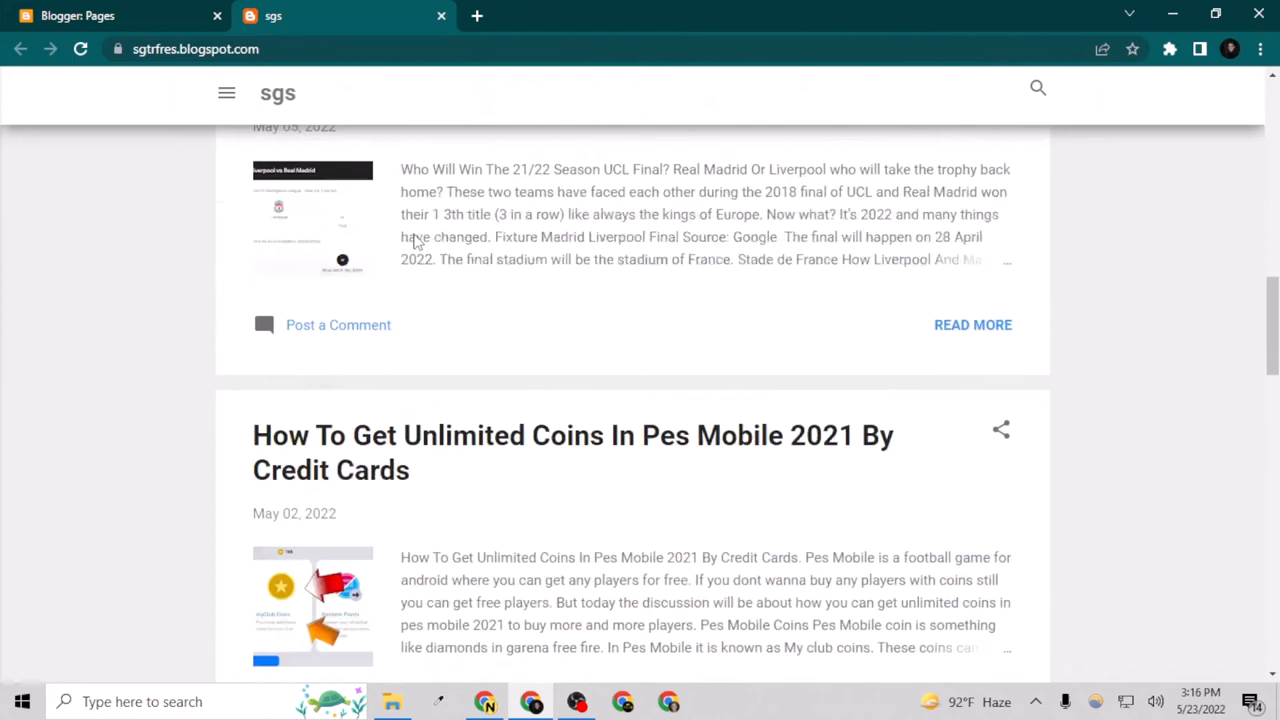 Blogger: Pages
sgs
sgtrfres.blogspot.com
sgs
May 05, 2022
iverpool vs Real Madrid
Who Will Win The 21/22 Season UCL Final? Real Madrid Or Liverpool who will take the trophy back
home? These two teams have faced each other during the 2018 final of UCL and Real Madrid won
their 1 3th title (3 in a row) like always the kings of Europe. Now what? It's 2022 and many things
have changed. Fixture Madrid Liverpool Final Source: Google The final will happen on 28 April
2022. The final stadium will be the stadium of France. Stade de France How Liverpool And Ma ...
Post a Comment
READ MORE
How To Get Unlimited Coins In Pes Mobile 2021 By
Credit Cards
May 02, 2022
myClub Coins
How To Get Unlimited Coins In Pes Mobile 2021 By Credit Cards. Pes Mobile is a football game for
android where you can get any players for free. If you dont wanna buy any players with coins still
you can get free players. But today the discussion will be about how you can get unlimited coins in
pes mobile 2021 to buy more and more players. Pes Mobile Coins Pes Mobile coin is something
like diamonds in garena free fire. In Pes Mobile it is known as My club coins. These coins can ...
Type here to search
92°F Haze
3:16 PM
5/23/2022
14